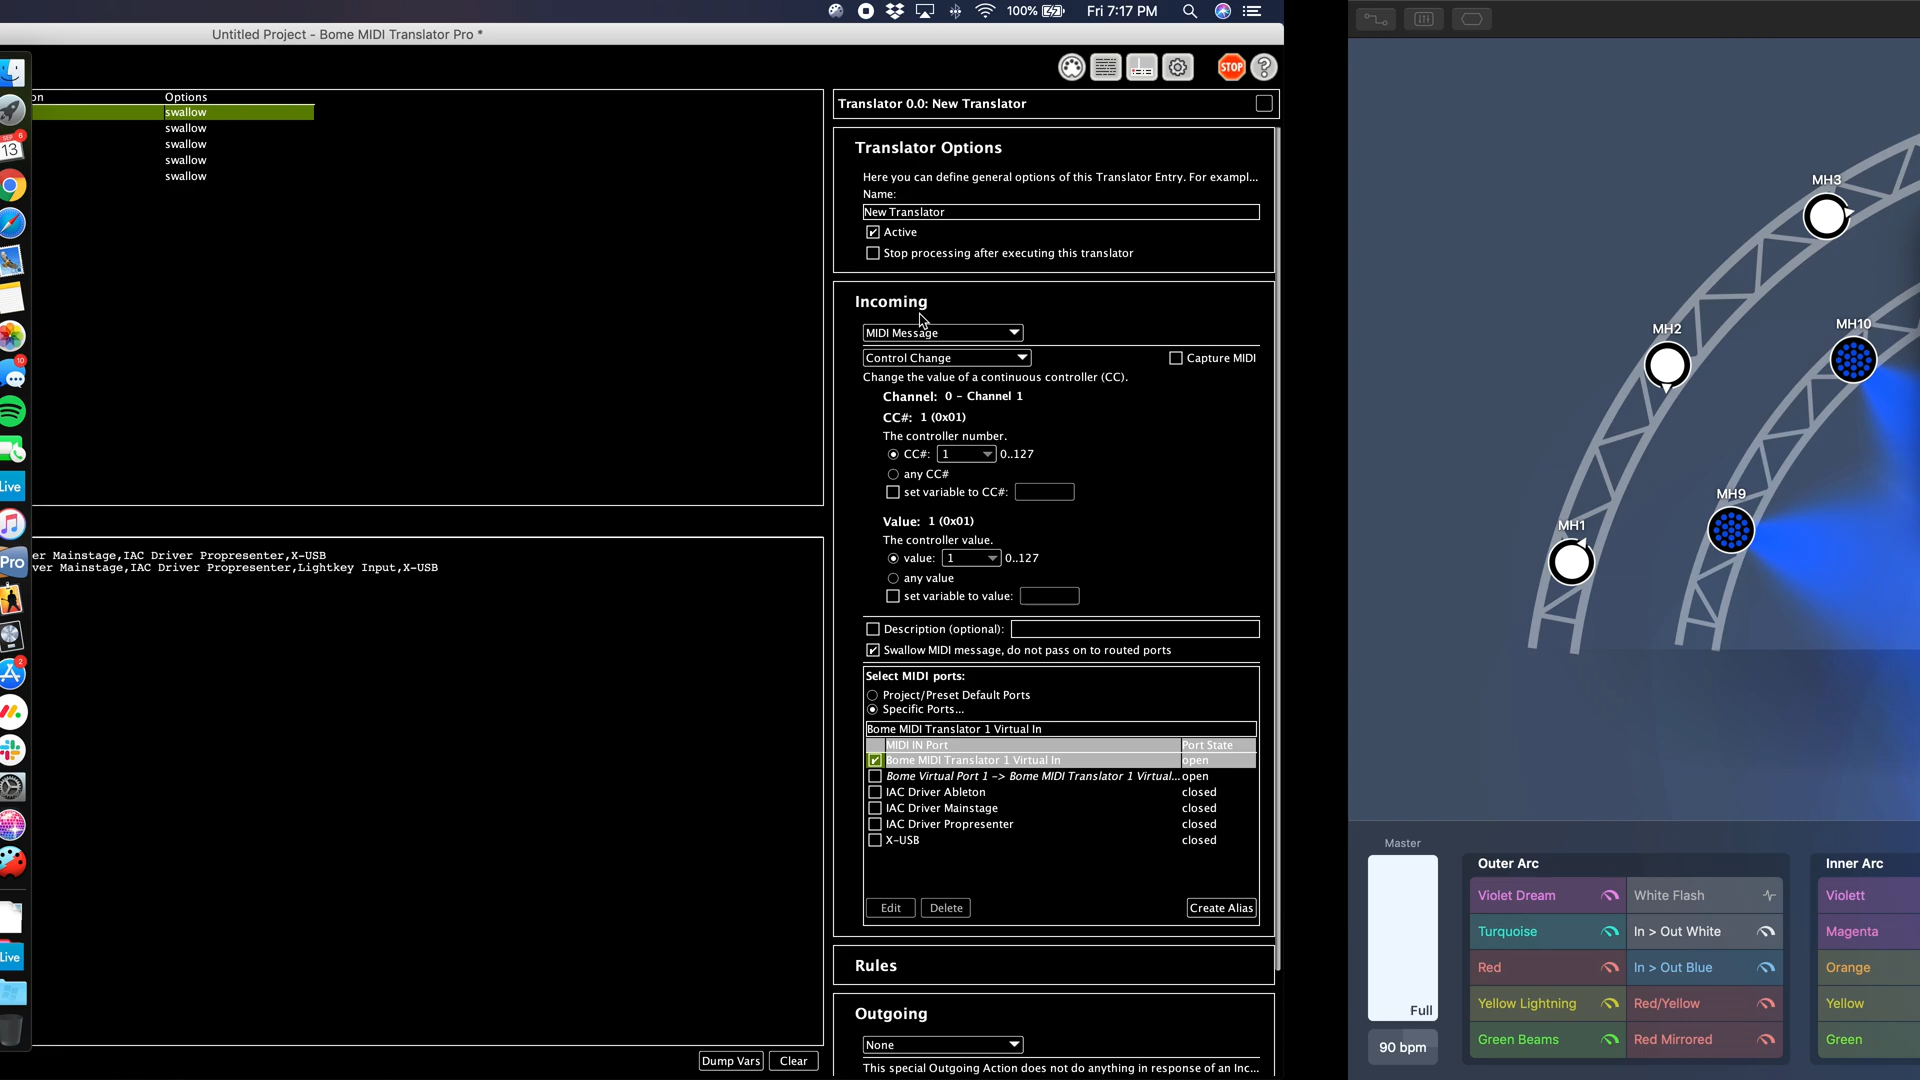 100%
Fri 7:17 PM
Untitled Project - Bome MIDI Translator Pro *
STOP
?
on
Options
swallow
swallow
swallow
swallow
swallow
SEP
6
13
10
Live
Pro
2
Live
er Mainstage,IAC Driver Propresenter,X-USB
ver Mainstage,IAC Driver Propresenter,Lightkey Input,X-USB
Dump Vars
Clear
Translator 0.0: New Translator
Translator Options
Here you can define general options of this Translator Entry. For exampl...
Name:
New Translator
Active
Stop processing after executing this translator
Incoming
MIDI Message
Control Change
Capture MIDI
Change the value of a continuous controller (CC).
Channel: 0 - Channel 1
CC#: 1 (0x01)
The controller number.
CC#: 1 0..127
any CC#
set variable to CC#:
Value: 1 (0x01)
The controller value.
value: 1 0..127
any value
set variable to value:
Description (optional):
Swallow MIDI message, do not pass on to routed ports
Select MIDI ports:
Project/Preset Default Ports
Specific Ports...
Bome MIDI Translator 1 Virtual In
MIDI IN Port Port State
Bome MIDI Translator 1 Virtual In open
Bome Virtual Port 1 -> Bome MIDI Translator 1 Virtual... open
IAC Driver Ableton closed
IAC Driver Mainstage closed
IAC Driver Propresenter closed
X-USB closed
Edit
Delete
Create Alias
Rules
Outgoing
None
This special Outgoing Action does not do anything in response of an Inc...
MH3
MH2
MH10
MH9
MH1
Master
Full
90 bpm
Outer Arc
Violet Dream
White Flash
Turquoise
In > Out White
Red
In > Out Blue
Yellow Lightning
Red/Yellow
Green Beams
Red Mirrored
Inner Arc
Violett
Magenta
Orange
Yellow
Green